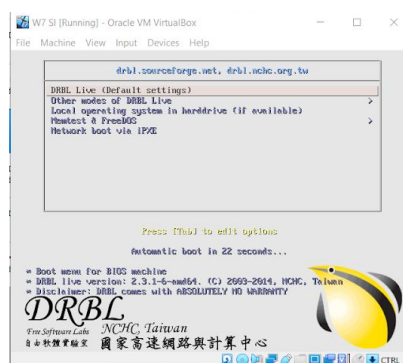 W7 SI [Running] - Oracle VM VirtualBox
File Machine View Input Devices Help
drbl.sourceforge.net, drbl.nchc.org.tw
DRBL Live (Default settings)
Other modes of DRBL Live >
Local operating system in harddrive (if available)
Memtest & FreeDOS >
Network boot via iPXE
Press [Tab] to edit options
Automatic boot in 22 seconds...
* Boot menu for BIOS machine
* DRBL live version: 2.3.1-6-amd64. (C) 2003-2014, NCHC, Taiwan
* Disclaimer: DRBL comes with ABSOLUTELY NO WARRANTY
DRBL
Free Software Labs NCHC, Taiwan
自由軟體實驗室 國家高速網路與計算中心
CTRL